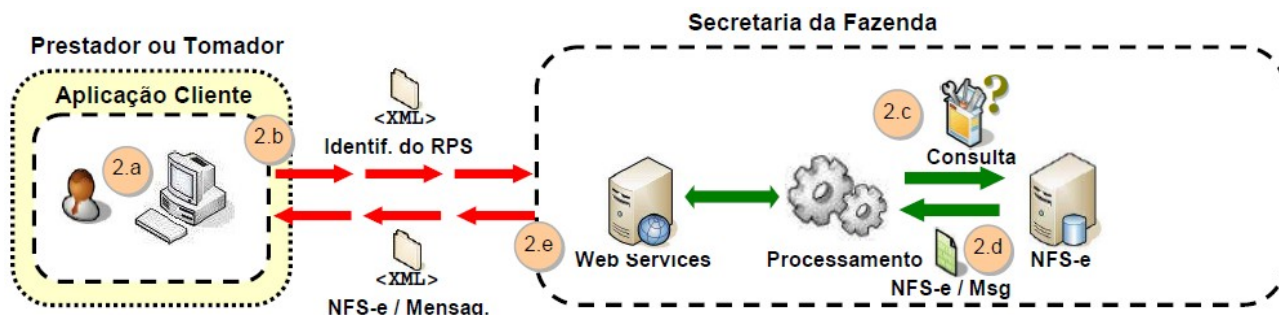 Secretaria da Fazenda
Prestador ou Tomador
Aplicação Cliente
2.a
2.b
<XML>
Identif. do RPS
2.c
Consulta
2.e
Web Services
Processamento
2.d
NFS-e
NFS-e / Msg
<XML>
NFS-e / Mensag.